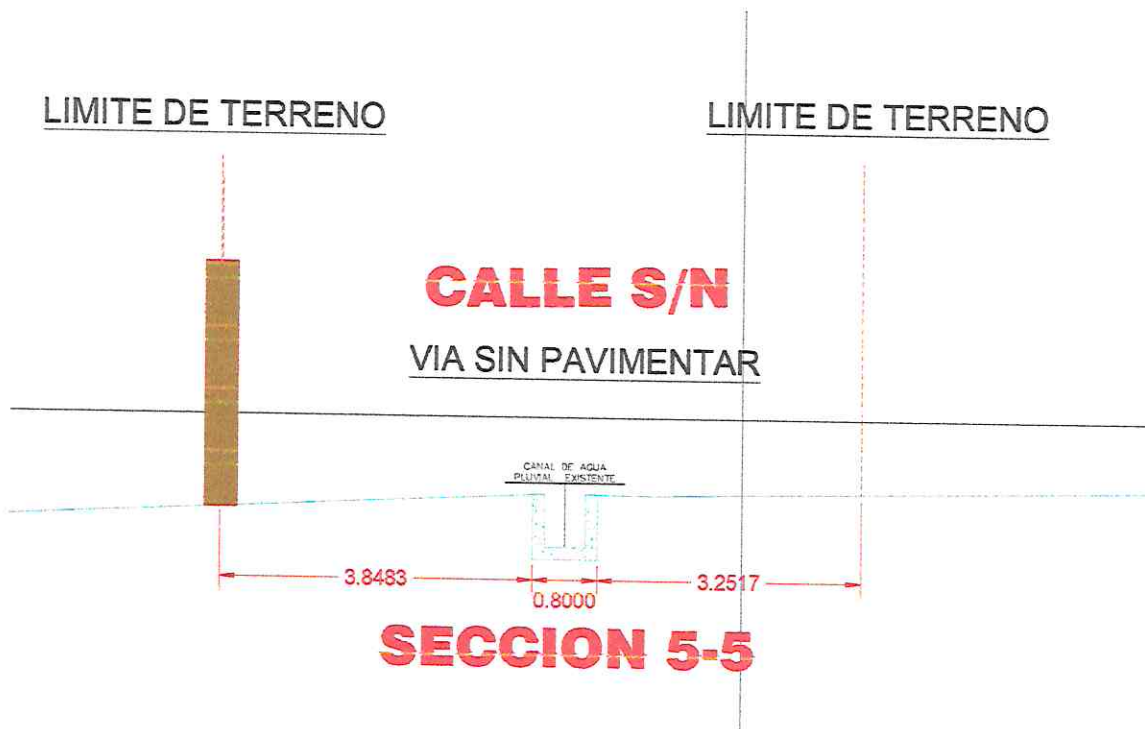 LIMITE DE TERRENO
LIMITE DE TERRENO
CALLE S/N
VIA SIN PAVIMENTAR
CANAL DE AGUA
PLUVIAL EXISTENTE
3.8483
0.8000
3.2517
SECCION 5-5